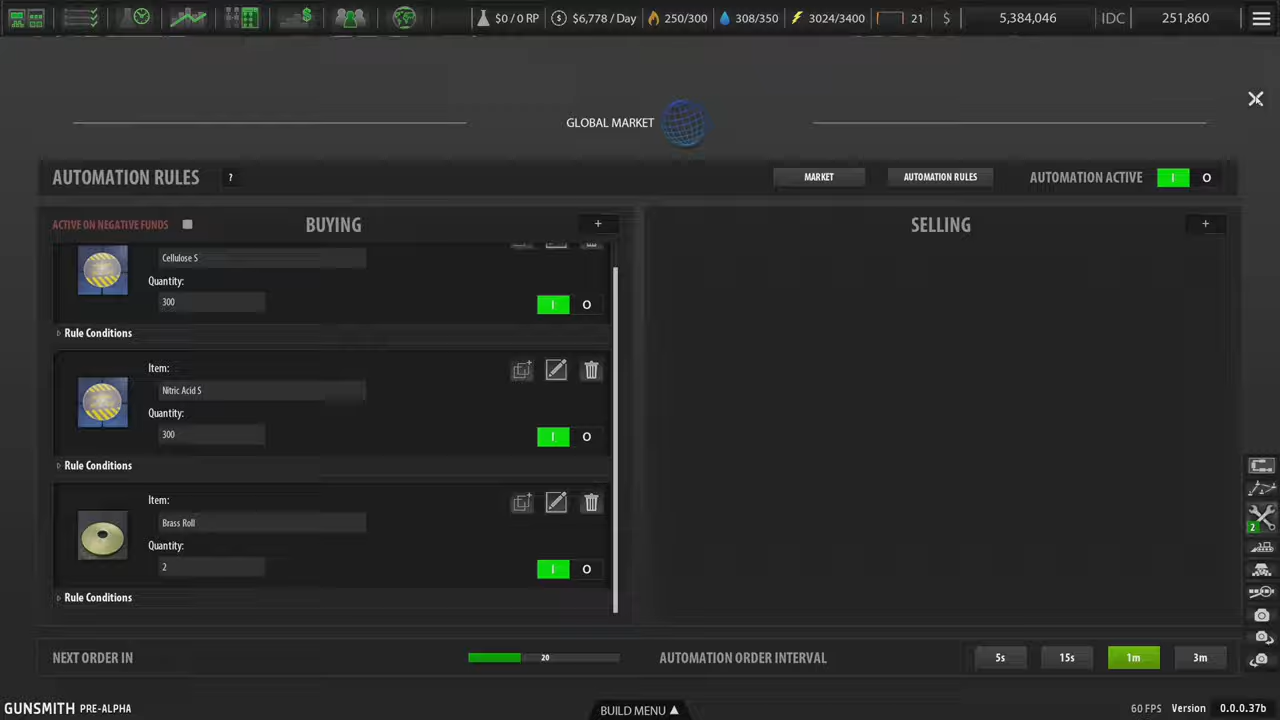 $0 / 0 RP $6,778 / Day 250/300 308/350 3024/3400 21 $ 5,384,046 IDC 251,860
GLOBAL MARKET
AUTOMATION RULES ? MARKET AUTOMATION RULES AUTOMATION ACTIVE I O
ACTIVE ON NEGATIVE FUNDS BUYING + SELLING +
Cellulose S
Quantity:
300 I O
Rule Conditions
Item:
Nitric Acid S
Quantity:
300 I O
Rule Conditions
Item:
Brass Roll
Quantity:
2 I O
Rule Conditions
2
NEXT ORDER IN 20 AUTOMATION ORDER INTERVAL 5s 15s 1m 3m
GUNSMITH PRE-ALPHA BUILD MENU ▲ 60 FPS Version 0.0.0.37b